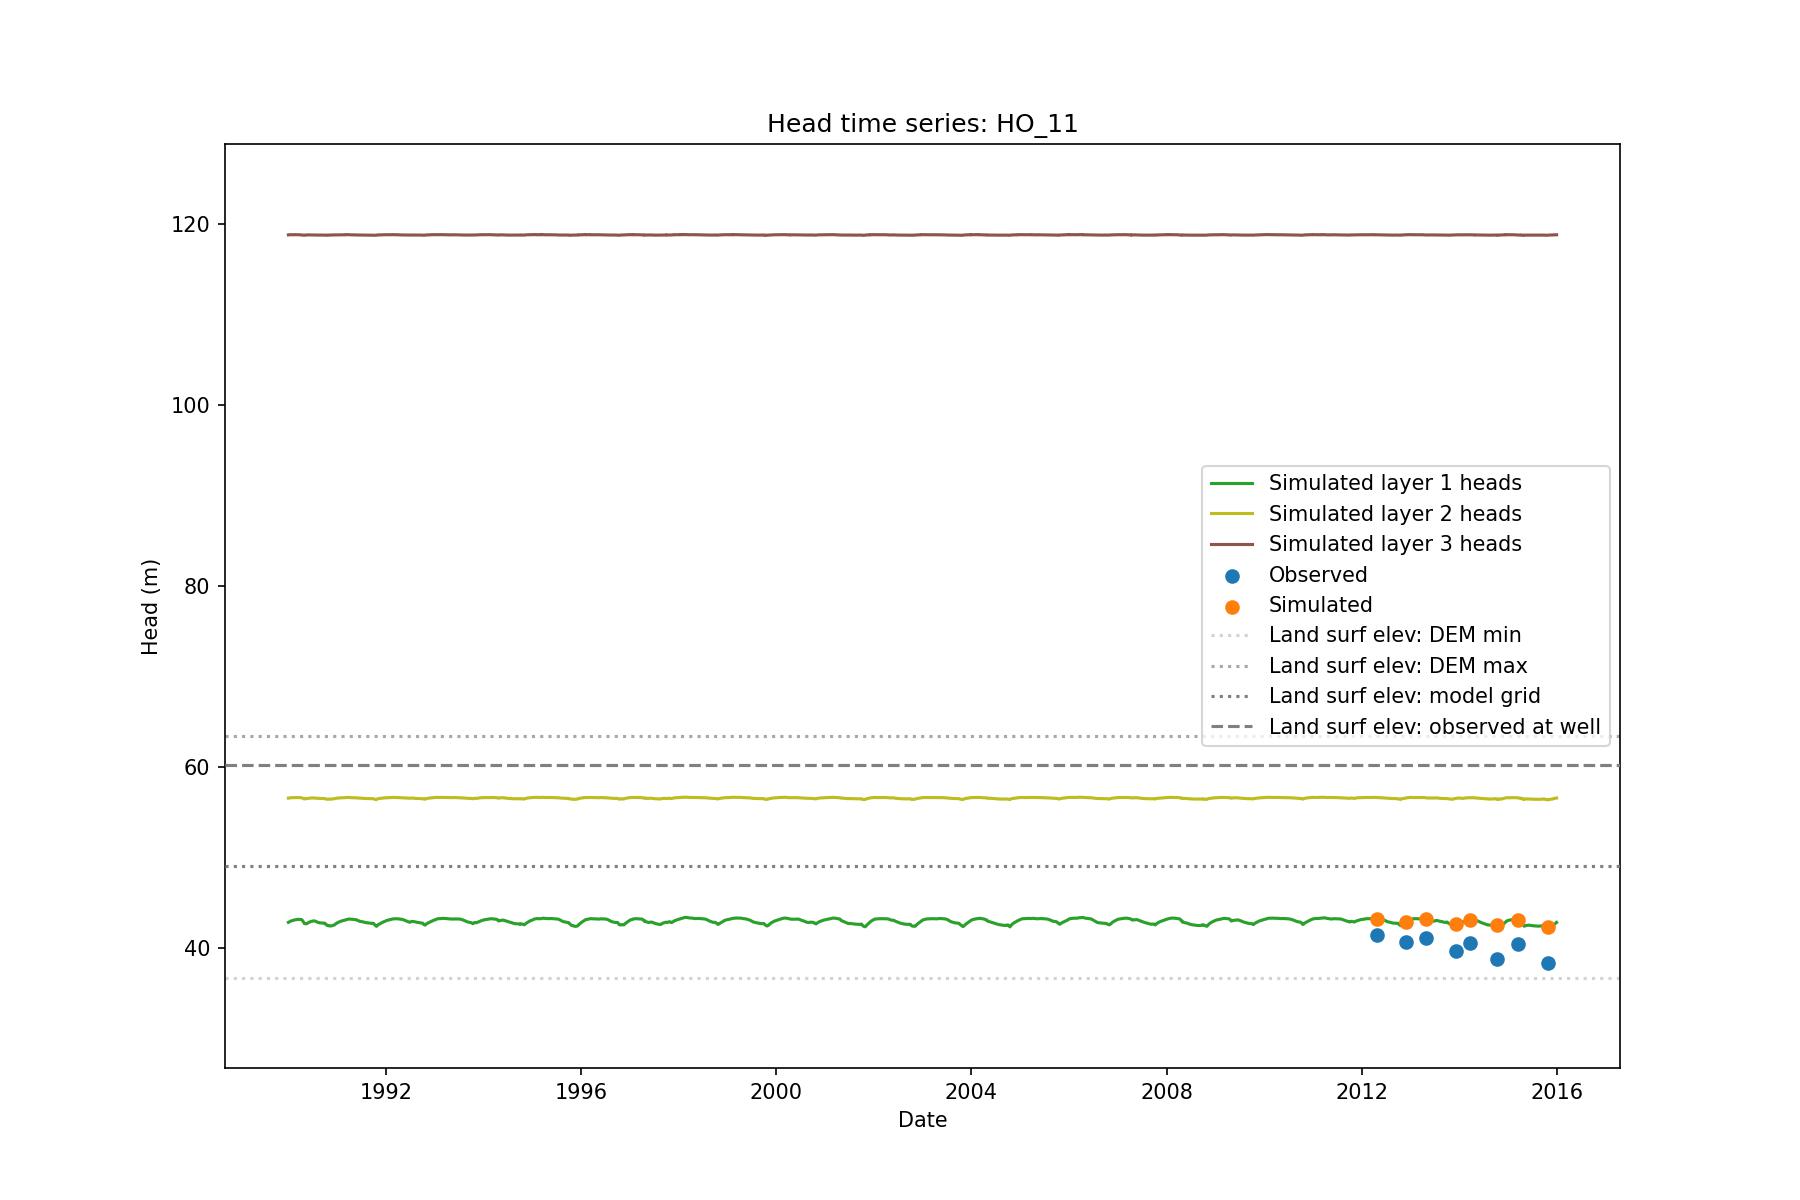 Head time series: HO_11
120
100
80
60
40
Head (m)
Simulated layer 1 heads
Simulated layer 2 heads
Simulated layer 3 heads
Observed
Simulated
Land surf elev: DEM min
Land surf elev: DEM max
Land surf elev: model grid
Land surf elev: observed at well
1992 1996 2000 2004 2008 2012 2016
Date